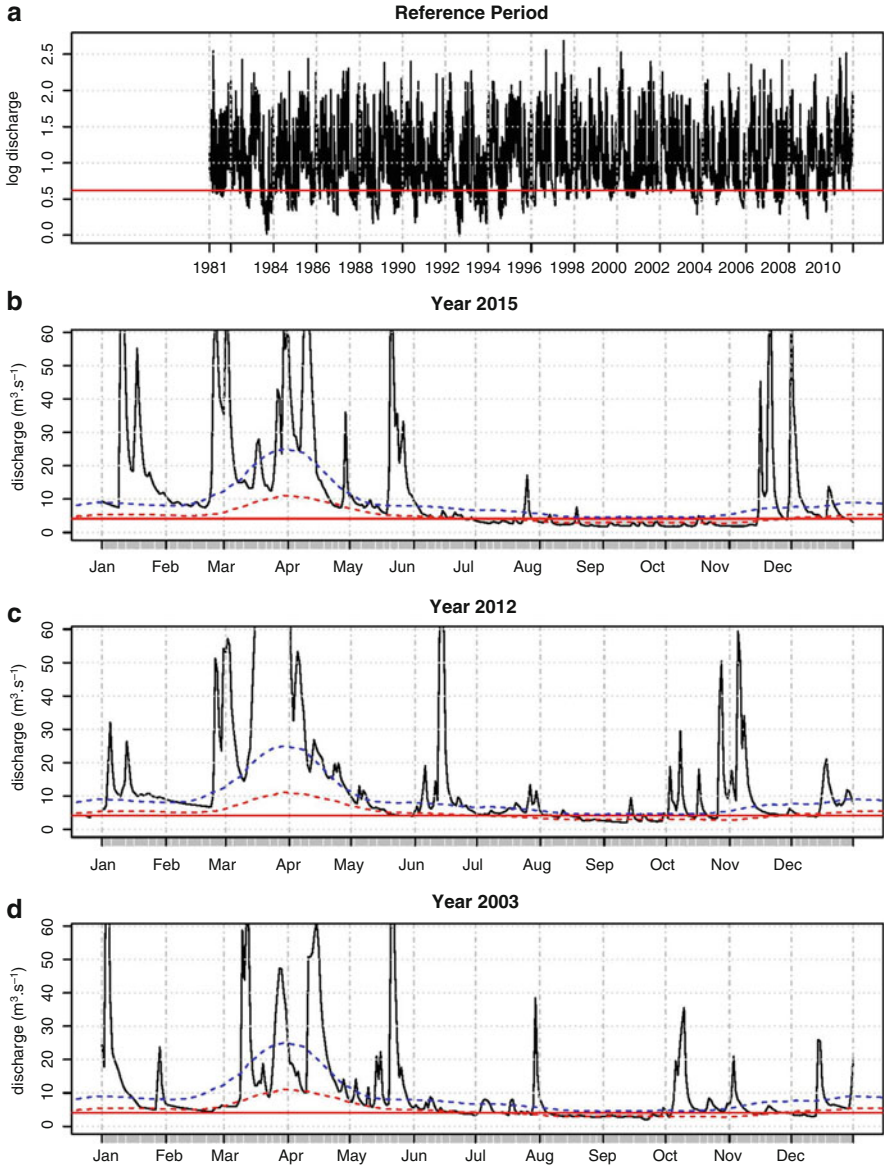 a
Reference Period
log discharge
2.5
2.0
1.5
1.0
0.5
0.0
1981 1984 1986 1988 1990 1992 1994 1996 1998 2000 2002 2004 2006 2008 2010
b
Year 2015
discharge (m³.s⁻¹)
60
50
40
30
20
10
0
Jan Feb Mar Apr May Jun Jul Aug Sep Oct Nov Dec
c
Year 2012
discharge (m³.s⁻¹)
60
50
40
30
20
10
0
Jan Feb Mar Apr May Jun Jul Aug Sep Oct Nov Dec
d
Year 2003
discharge (m³.s⁻¹)
60
50
40
30
20
10
0
Jan Feb Mar Apr May Jun Jul Aug Sep Oct Nov Dec